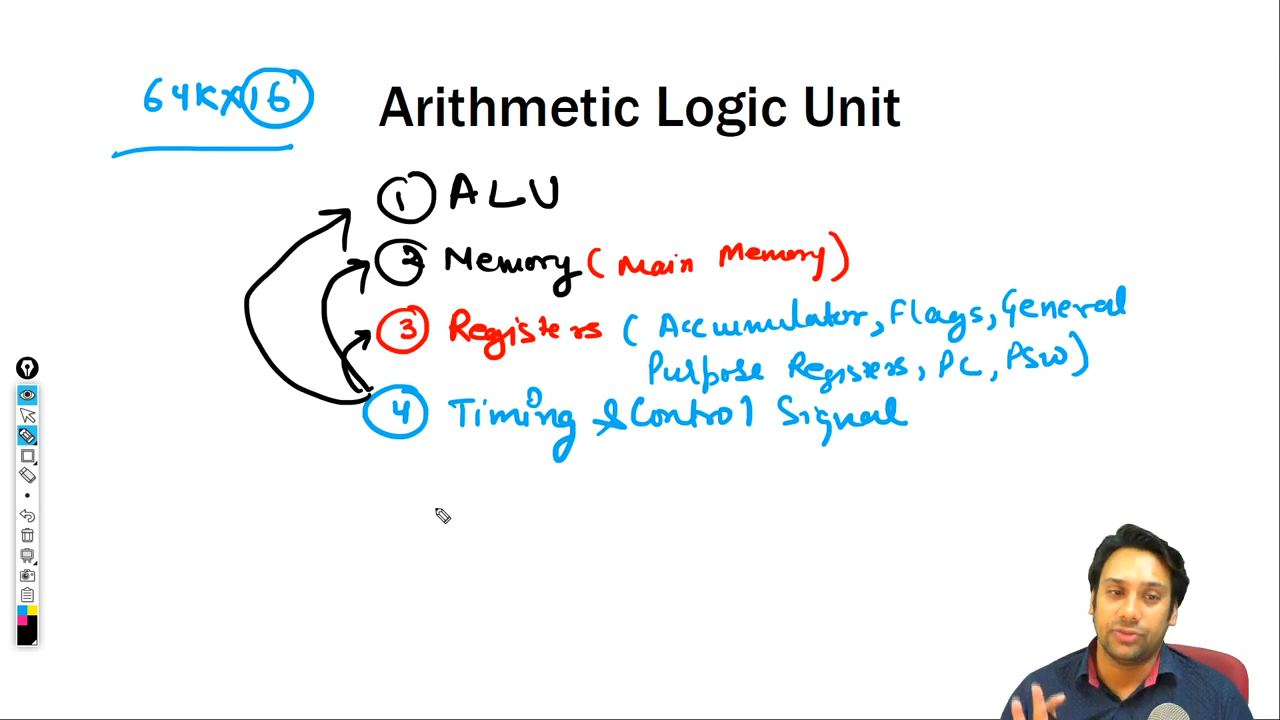 64K×16
Arithmetic Logic Unit
1 ALU
2 Memory (Main Memory)
3 Registers (Accumulator, Flags, General
Purpose Registers, PC, PSW)
4 Timing & Control Signal